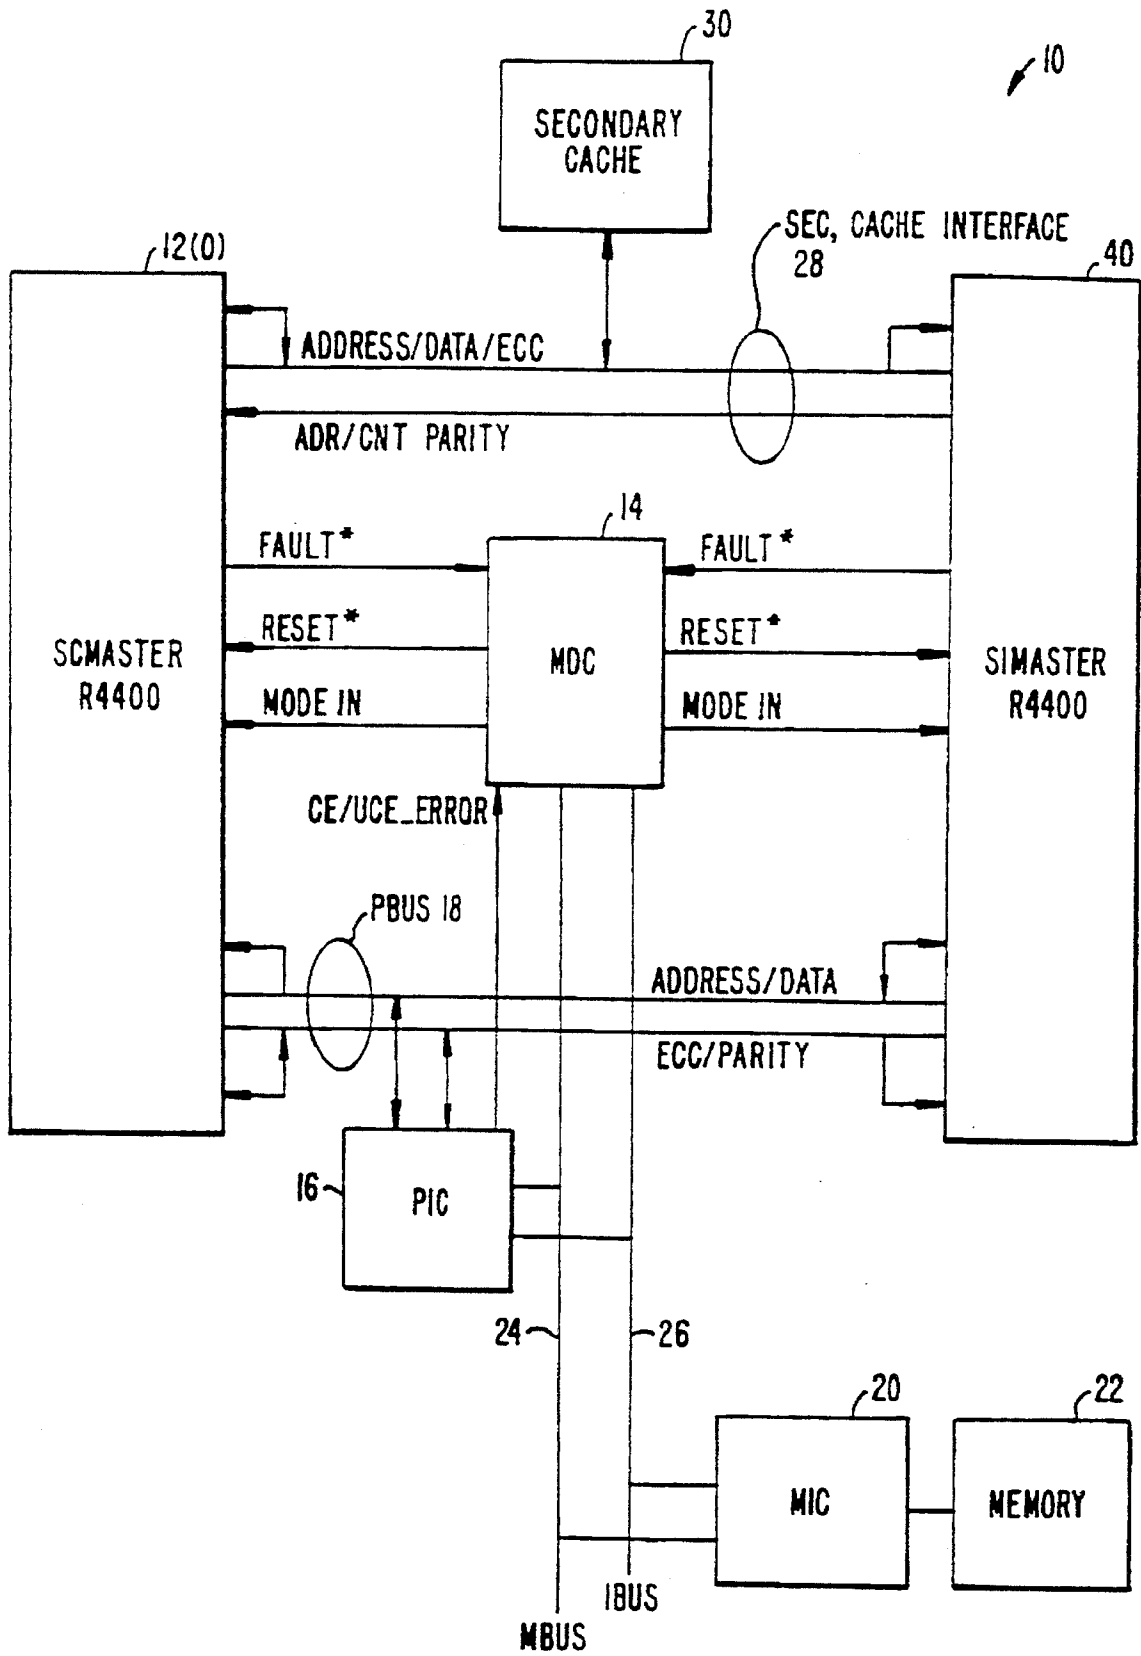 30
10
SECONDARY
CACHE
SEC, CACHE INTERFACE
28
12(0)
40
ADDRESS/DATA/ECC
ADR/CNT PARITY
14
FAULT*
FAULT*
RESET*
RESET*
SCMASTER
R4400
MDC
SIMASTER
R4400
MODE IN
MODE IN
CE/UCE_ERROR
PBUS 18
ADDRESS/DATA
ECC/PARITY
16
PIC
24
26
20
22
MIC
MEMORY
IBUS
MBUS